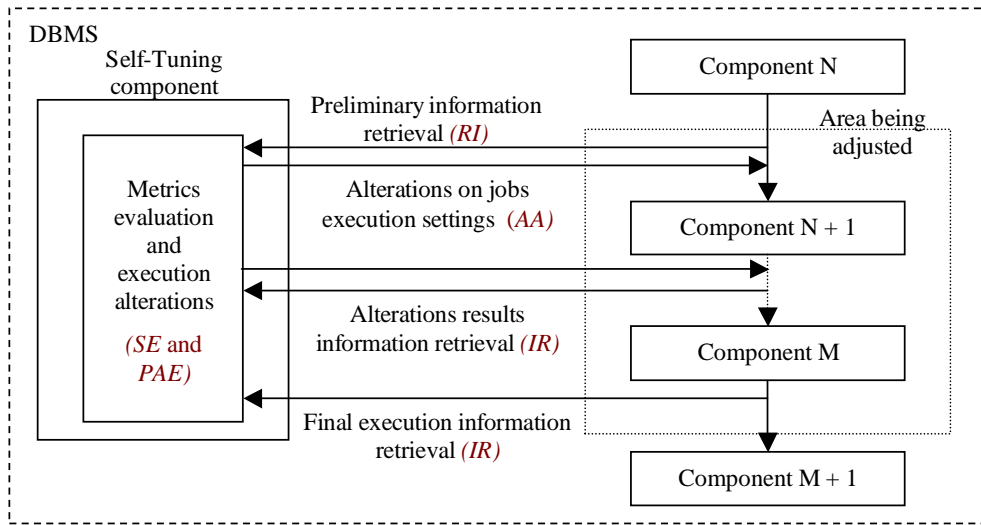 DBMS
Self-Tuning
component
Component N
Preliminary information
retrieval (RI)
Area being
adjusted
Metrics
evaluation
and
execution
alterations
(SE and
PAE)
Alterations on jobs
execution settings (AA)
Component N + 1
Alterations results
information retrieval (IR)
Component M
Final execution information
retrieval (IR)
Component M + 1